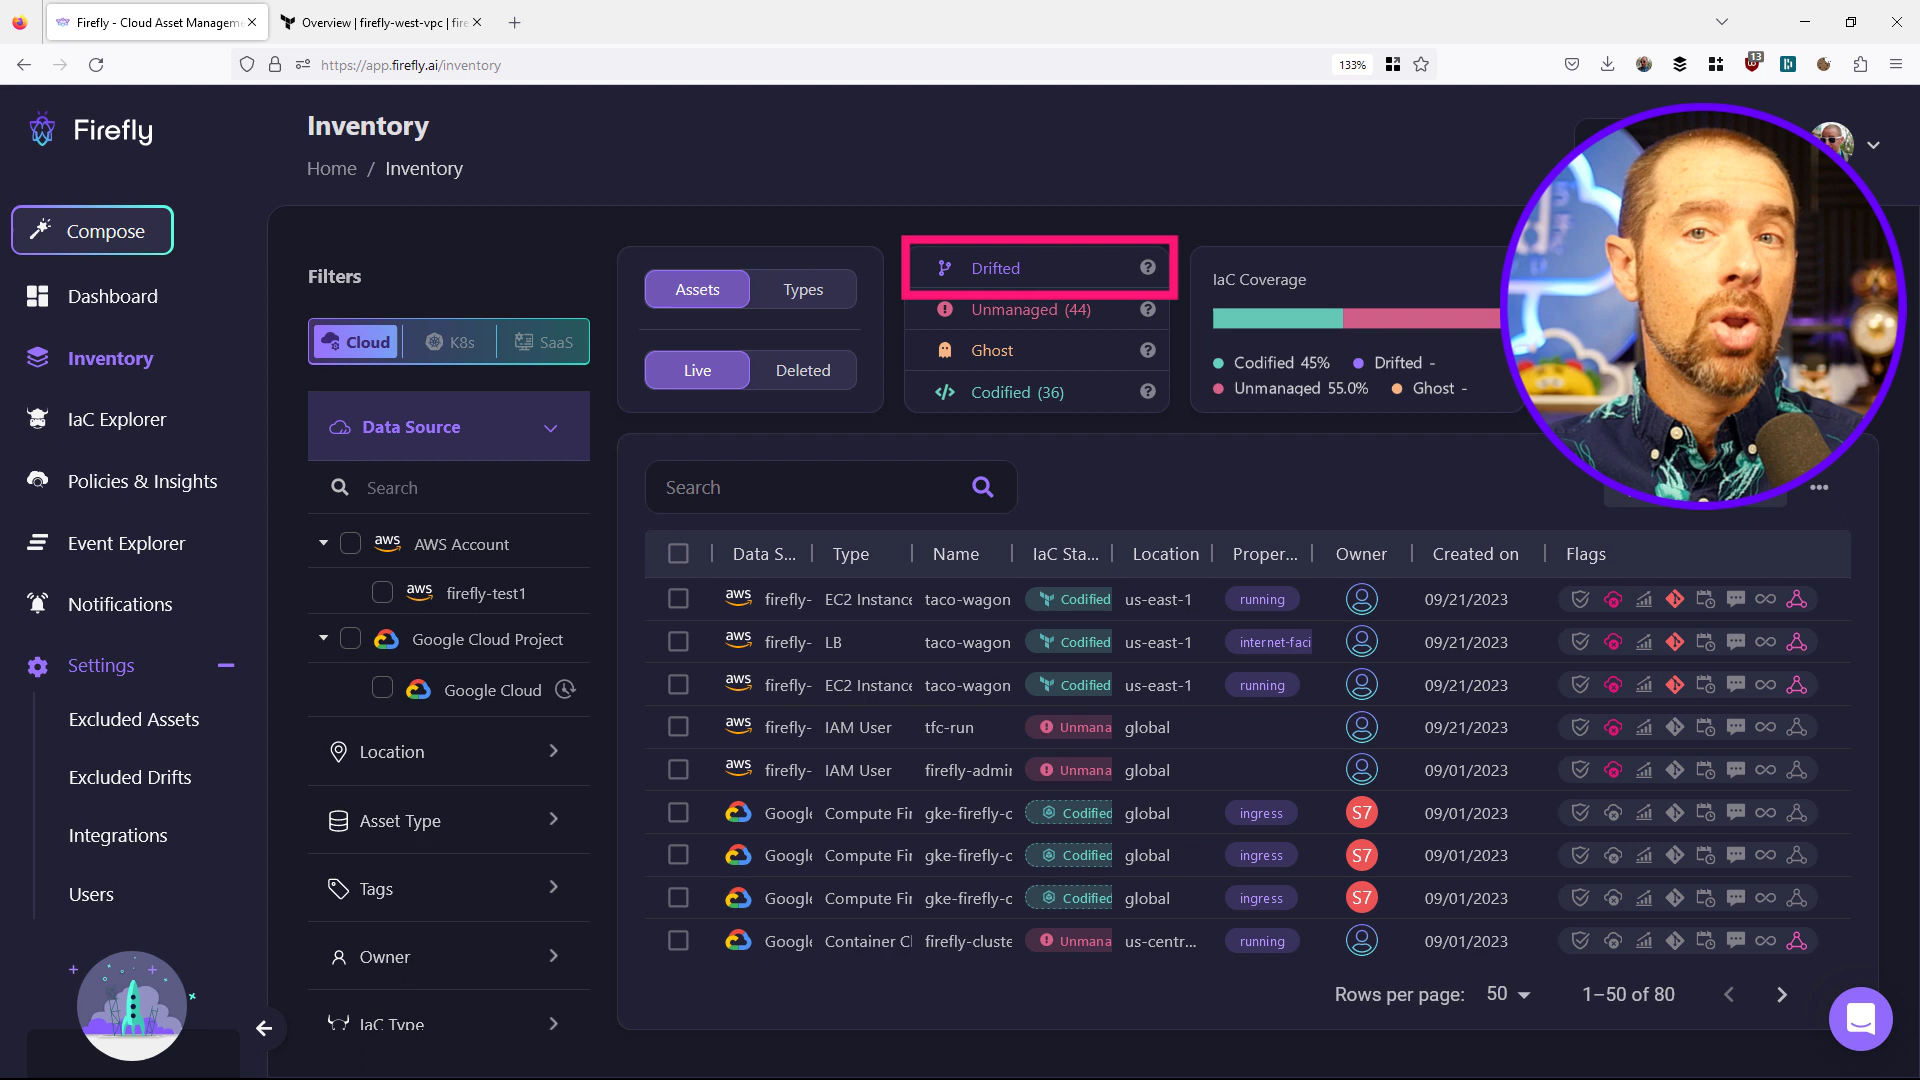 Firefly - Cloud Asset Managem
Overview | firefly-west-vpc | fire
https://app.firefly.ai/inventory
133%
13
Firefly
Inventory
Home / Inventory
Compose
Dashboard
Inventory
IaC Explorer
Policies & Insights
Event Explorer
Notifications
Settings
Excluded Assets
Excluded Drifts
Integrations
Users
Filters
Cloud K8s SaaS
Data Source
Search
aws AWS Account
aws firefly-test1
Google Cloud Project
Google Cloud
Location
Asset Type
Tags
Owner
IaC Type
Assets Types
Live Deleted
Drifted
Unmanaged (44)
Ghost
Codified (36)
IaC Coverage
Codified 45% Drifted -
Unmanaged 55.0% Ghost -
Search
Data S... Type Name IaC Sta... Location Proper... Owner Created on Flags
aws firefly- EC2 Instance taco-wagon Codified us-east-1 running 09/21/2023
aws firefly- LB taco-wagon Codified us-east-1 internet-faci 09/21/2023
aws firefly- EC2 Instance taco-wagon Codified us-east-1 running 09/21/2023
aws firefly- IAM User tfc-run Unmana global 09/21/2023
aws firefly- IAM User firefly-admin Unmana global 09/01/2023
Google Compute Fir gke-firefly-c Codified global ingress S7 09/01/2023
Google Compute Fir gke-firefly-c Codified global ingress S7 09/01/2023
Google Compute Fir gke-firefly-c Codified global ingress S7 09/01/2023
Google Container Cl firefly-cluste Unmana us-centr... running 09/01/2023
Rows per page: 50 1–50 of 80